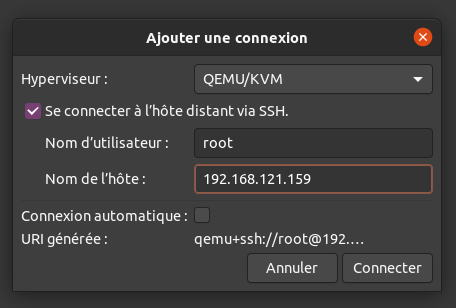 Ajouter une connexion
Hyperviseur : QEMU/KVM
Se connecter à l’hôte distant via SSH.
Nom d’utilisateur : root
Nom de l’hôte : 192.168.121.159
Connexion automatique :
URI générée : qemu+ssh://root@192.…
Annuler Connecter